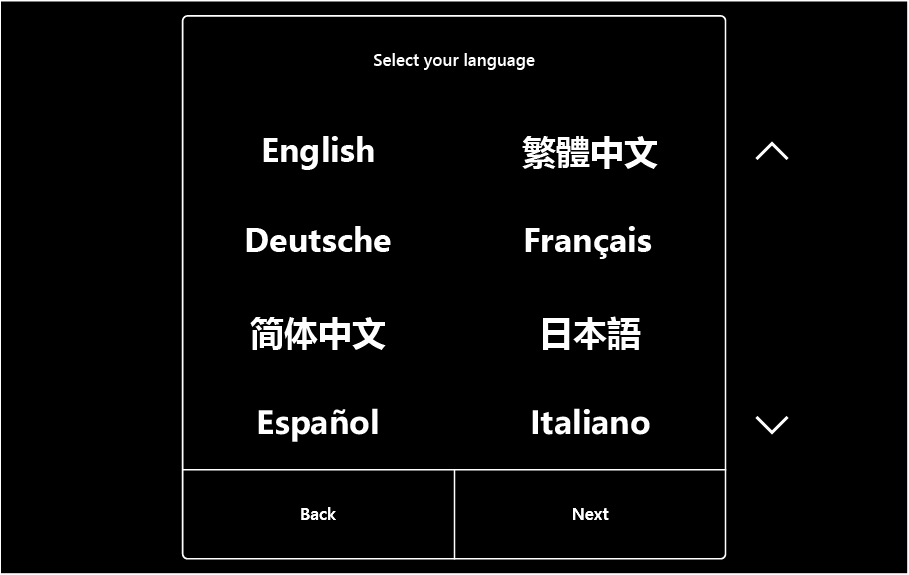 Select your language
English 繁體中文
Deutsche Français
简体中文 日本語
Español Italiano
Back Next